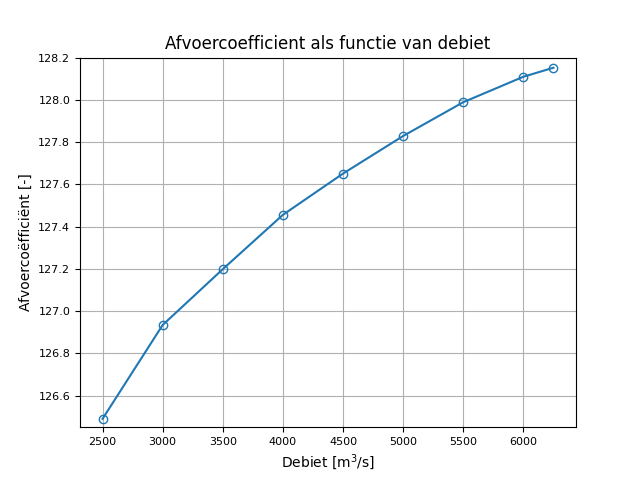 Afvoercoefficient als functie van debiet
128.2
128.0
127.8
127.6
127.4
127.2
127.0
126.8
126.6
Afvoercoëfficiënt [-]
2500 3000 3500 4000 4500 5000 5500 6000
Debiet [m³/s]